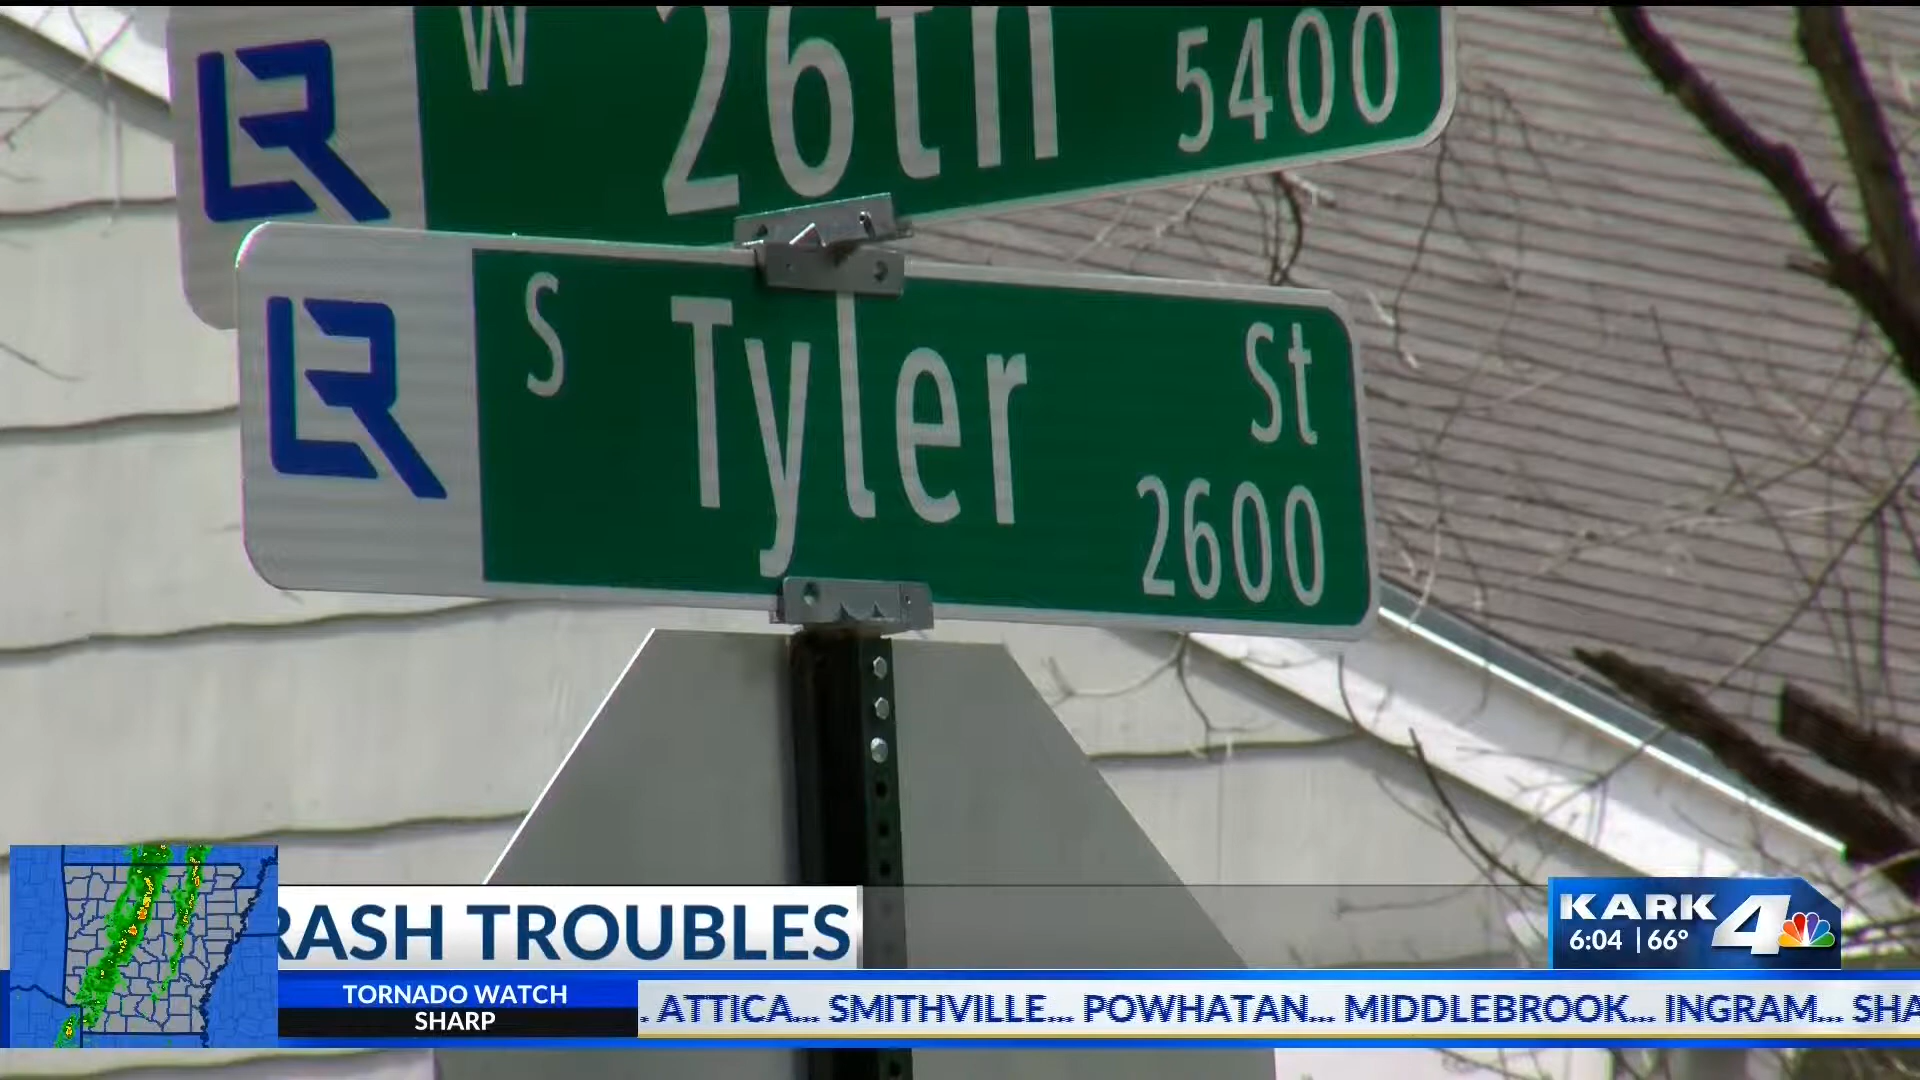 W 26th 5400
LR
S Tyler St
2600
LR
RASH TROUBLES
KARK 4
6:04 | 66°
TORNADO WATCH
SHARP
. ATTICA... SMITHVILLE... POWHATAN... MIDDLEBROOK... INGRAM... SHA